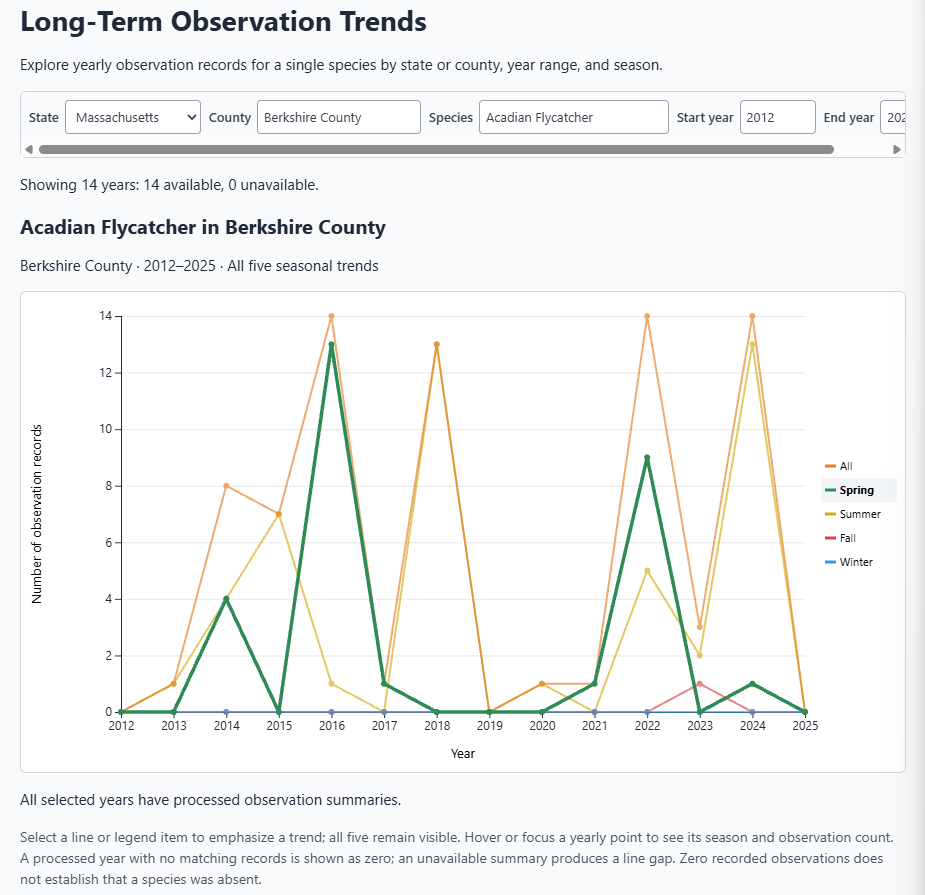 Long-Term Observation Trends
Explore yearly observation records for a single species by state or county, year range, and season.
State Massachusetts County Berkshire County Species Acadian Flycatcher Start year 2012 End year 202
Showing 14 years: 14 available, 0 unavailable.
Acadian Flycatcher in Berkshire County
Berkshire County · 2012–2025 · All five seasonal trends
Number of observation records
14
12
10
8
6
4
2
0
2012 2013 2014 2015 2016 2017 2018 2019 2020 2021 2022 2023 2024 2025
Year
All
Spring
Summer
Fall
Winter
All selected years have processed observation summaries.
Select a line or legend item to emphasize a trend; all five remain visible. Hover or focus a yearly point to see its season and observation count.
A processed year with no matching records is shown as zero; an unavailable summary produces a line gap. Zero recorded observations does
not establish that a species was absent.